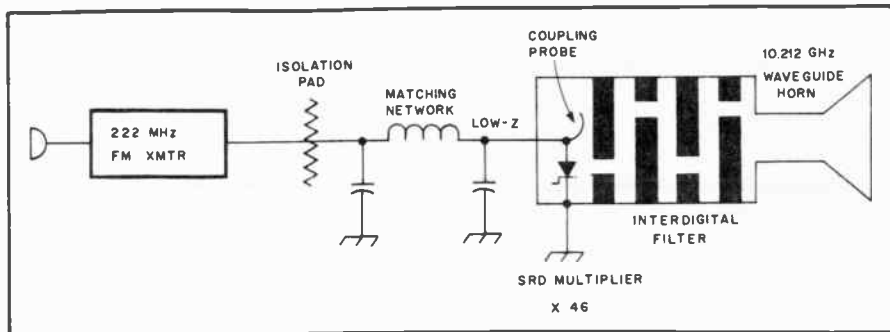 222 MHz
FM XMTR
ISOLATION
PAD
MATCHING
NETWORK
LOW-Z
COUPLING
PROBE
10.212 GHz
WAVEGUIDE
HORN
INTERDIGITAL
FILTER
SRD MULTIPLIER
X 46